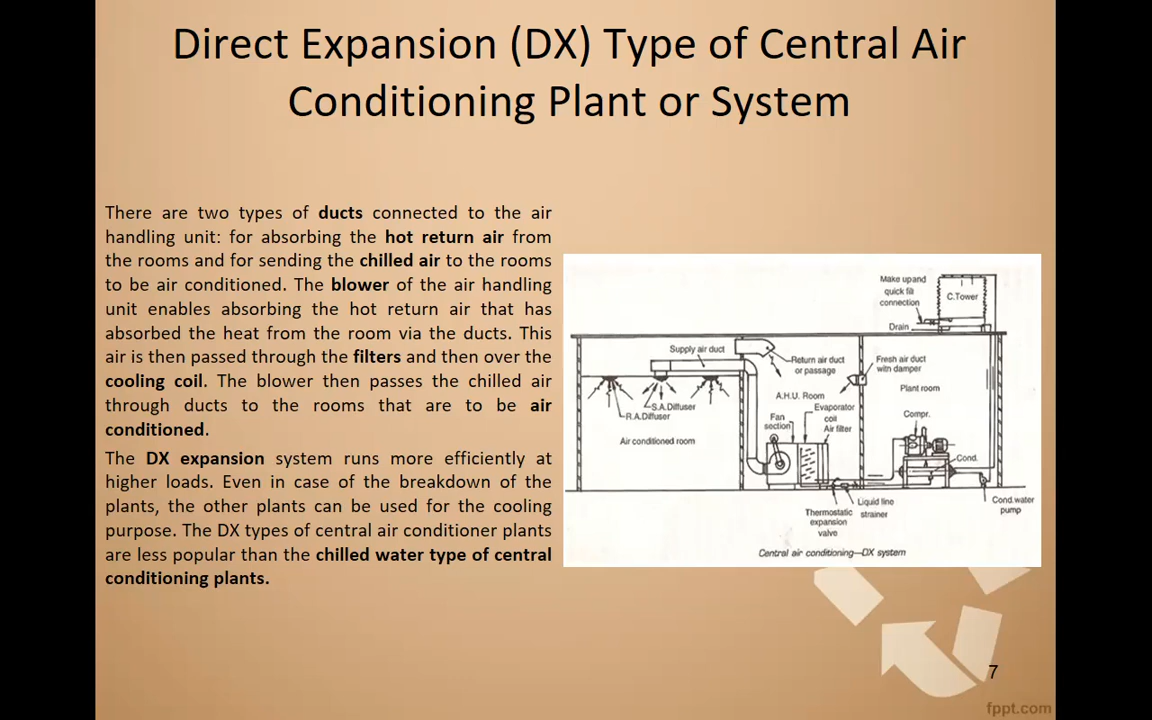 Direct Expansion (DX) Type of Central Air
Conditioning Plant or System
There are two types of ducts connected to the air
handling unit: for absorbing the hot return air from
the rooms and for sending the chilled air to the rooms
to be air conditioned. The blower of the air handling
unit enables absorbing the hot return air that has
absorbed the heat from the room via the ducts. This
air is then passed through the filters and then over the
cooling coil. The blower then passes the chilled air
through ducts to the rooms that are to be air
conditioned.
The DX expansion system runs more efficiently at
higher loads. Even in case of the breakdown of the
plants, the other plants can be used for the cooling
purpose. The DX types of central air conditioner plants
are less popular than the chilled water type of central
conditioning plants.
Make up and
quick fill
connection
C.Tower
Drain
Supply air duct
Return air duct
or passage
Fresh air duct
with damper
Plant room
A.H.U. Room
S.A.Diffuser
R.A.Diffuser
Fan
section
Evaporator
coil
Air filter
Compr.
Air conditioned room
Cond.
Thermostatic
expansion
valve
Liquid line
strainer
Cond.water
pump
Central air conditioning—DX system
7
fppt.com